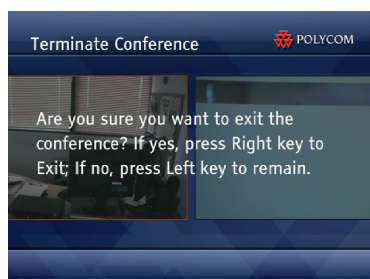 Terminate Conference
POLYCOM
Are you sure you want to exit the
conference? If yes, press Right key to
Exit; If no, press Left key to remain.